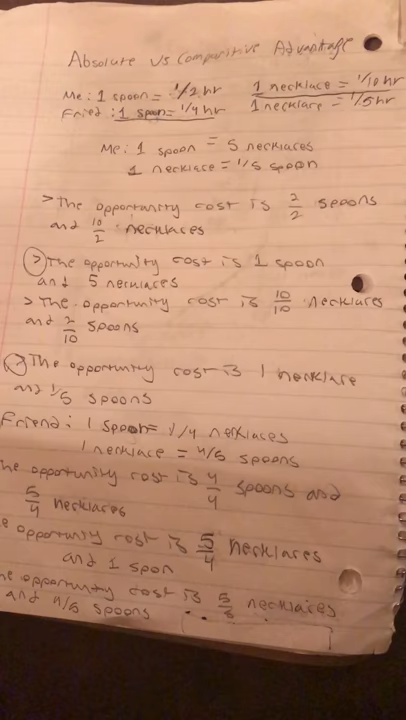 Absolute vs Comparitive Advantage
Me: 1 spoon = 1/2 hr 1 necklace = 1/10 hr
Fried: 1 spoon = 1/4 hr 1 necklace = 1/5 hr
Me: 1 spoon = 5 necklaces
1 necklace = 1/5 spoon
> The opportunity cost is 2/2 spoons
and 10/2 necklaces
> The opportunity cost is 1 spoon
and 5 necklaces
> The opportunity cost is 10/10 necklaces
and 2/10 spoons
> The opportunity cost is 1 necklace
and 1/5 spoons
Friend: 1 spoon = 1/4 necklaces
1 necklace = 4/5 spoons
The opportunity cost is 4/4 spoons and
5/4 necklaces
e opportunity cost is 5/4 necklaces
and 1 spoon
he opportunity cost is 5/5 necklaces
and 4/5 spoons